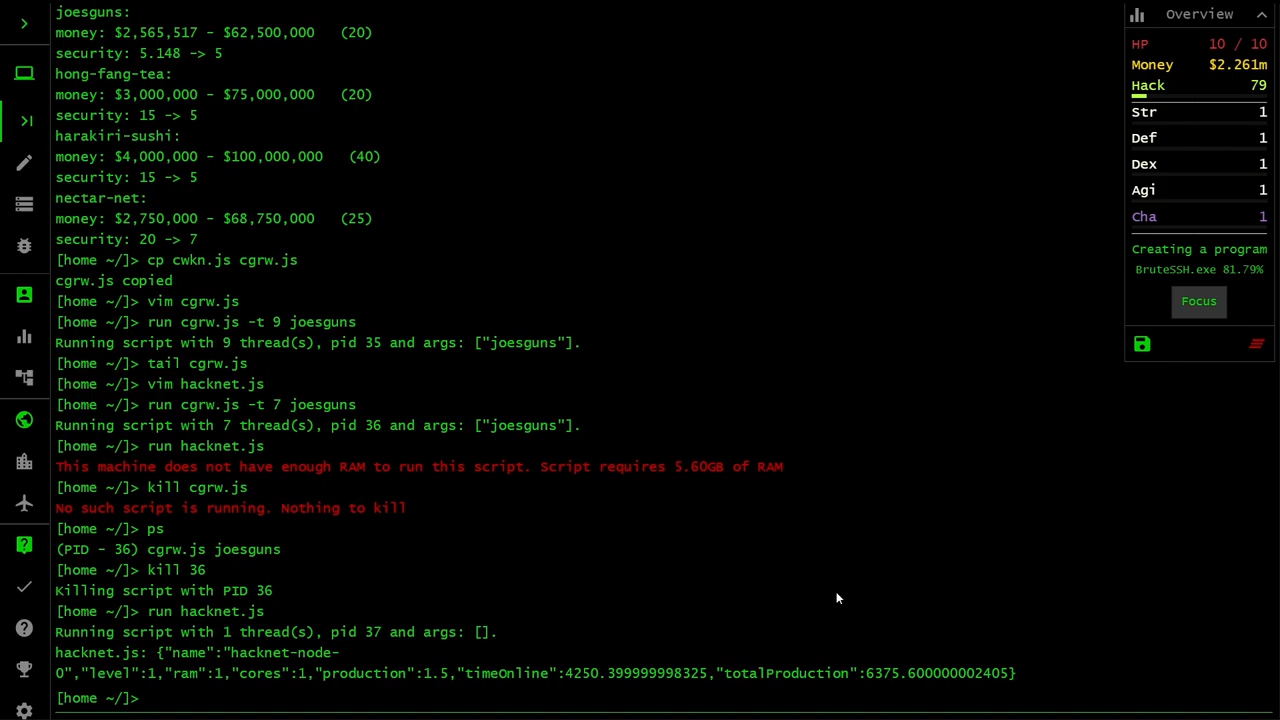 joesguns:
money: $2,565,517 - $62,500,000   (20)
security: 5.148 -> 5
hong-fang-tea:
money: $3,000,000 - $75,000,000   (20)
security: 15 -> 5
harakiri-sushi:
money: $4,000,000 - $100,000,000   (40)
security: 15 -> 5
nectar-net:
money: $2,750,000 - $68,750,000   (25)
security: 20 -> 7
[home ~/]> cp cwkn.js cgrw.js
cgrw.js copied
[home ~/]> vim cgrw.js
[home ~/]> run cgrw.js -t 9 joesguns
Running script with 9 thread(s), pid 35 and args: ["joesguns"].
[home ~/]> tail cgrw.js
[home ~/]> vim hacknet.js
[home ~/]> run cgrw.js -t 7 joesguns
Running script with 7 thread(s), pid 36 and args: ["joesguns"].
[home ~/]> run hacknet.js
This machine does not have enough RAM to run this script. Script requires 5.60GB of RAM
[home ~/]> kill cgrw.js
No such script is running. Nothing to kill
[home ~/]> ps
(PID - 36) cgrw.js joesguns
[home ~/]> kill 36
Killing script with PID 36
[home ~/]> run hacknet.js
Running script with 1 thread(s), pid 37 and args: [].
hacknet.js: {"name":"hacknet-node-
0","level":1,"ram":1,"cores":1,"production":1.5,"timeOnline":4250.399999998325,"totalProduction":6375.600000002405}
[home ~/]>
Overview
HP 10 / 10
Money $2.261m
Hack 79
Str 1
Def 1
Dex 1
Agi 1
Cha 1
Creating a program
BruteSSH.exe 81.79%
Focus